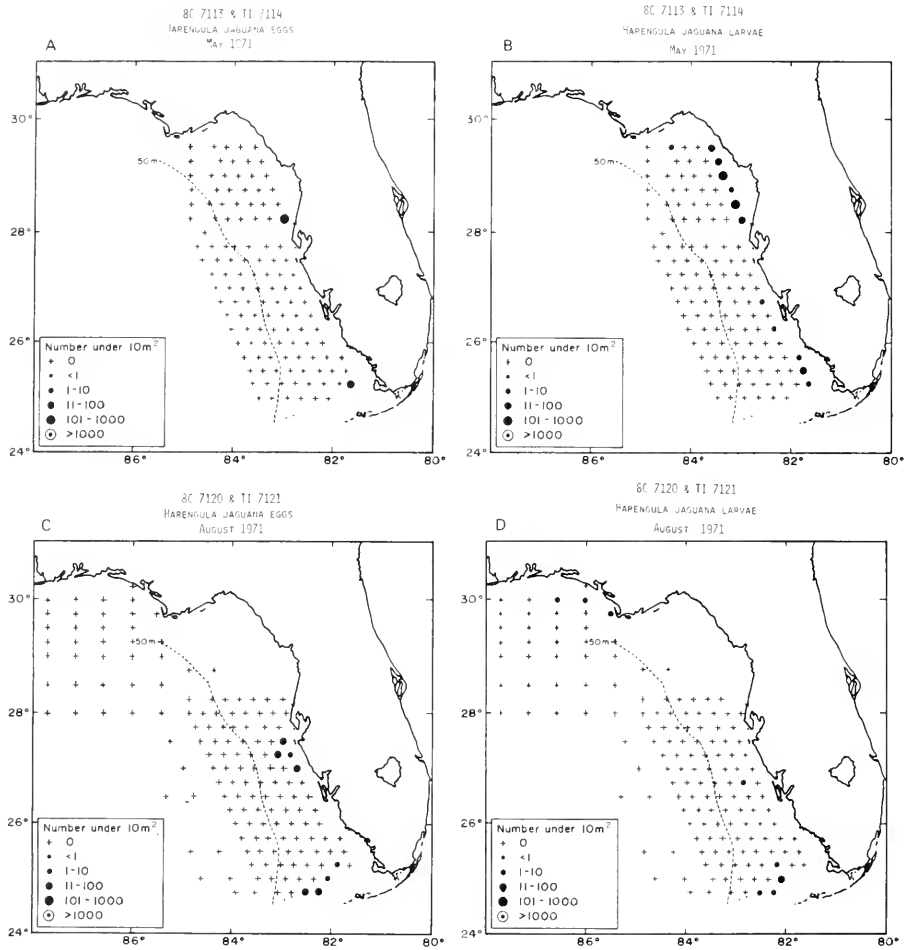 8C 7113 & TI 7114
HARENGULA JAGUANA EGGS
MAY 1971
A
30°
28°
26°
24°
86°
84°
82°
80°
50m
Number under 10m²
0
<1
1-10
11-100
101-1000
>1000
8C 7113 & TI 7114
HARENGULA JAGUANA LARVAE
MAY 1971
B
30°
28°
26°
24°
86°
84°
82°
80°
50m
Number under 10m²
0
<1
1-10
11-100
101-1000
>1000
8C 7120 & TI 7121
HARENGULA JAGUANA EGGS
AUGUST 1971
C
30°
28°
26°
24°
86°
84°
82°
80°
50m
Number under 10m²
0
<1
1-10
11-100
101-1000
>1000
8C 7120 & TI 7121
HARENGULA JAGUANA LARVAE
AUGUST 1971
D
30°
28°
26°
24°
86°
84°
82°
80°
50m
Number under 10m²
0
<1
1-10
11-100
101-1000
>1000